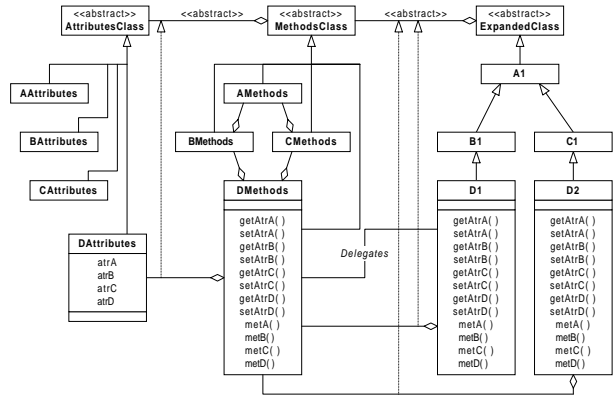 <<abstract>>
AttributesClass
<<abstract>>
<<abstract>>
MethodsClass
<<abstract>>
<<abstract>>
ExpandedClass
A1
AAttributes
AMethods
BAttributes
BMethods
CMethods
B1
C1
CAttributes
DMethods
D1
D2
getAtrA( )
setAtrA( )
getAtrB( )
setAtrB( )
getAtrC( )
setAtrC( )
getAtrD( )
setAtrD( )
metA( )
metB( )
metC( )
metD( )
getAtrA( )
setAtrA( )
getAtrB( )
setAtrB( )
getAtrC( )
setAtrC( )
getAtrD( )
setAtrD( )
metA( )
metB( )
metC( )
metD( )
getAtrA( )
setAtrA( )
getAtrB( )
setAtrB( )
getAtrC( )
setAtrC( )
getAtrD( )
setAtrD( )
metA( )
metB( )
metC( )
metD( )
DAttributes
atrA
atrB
atrC
atrD
Delegates